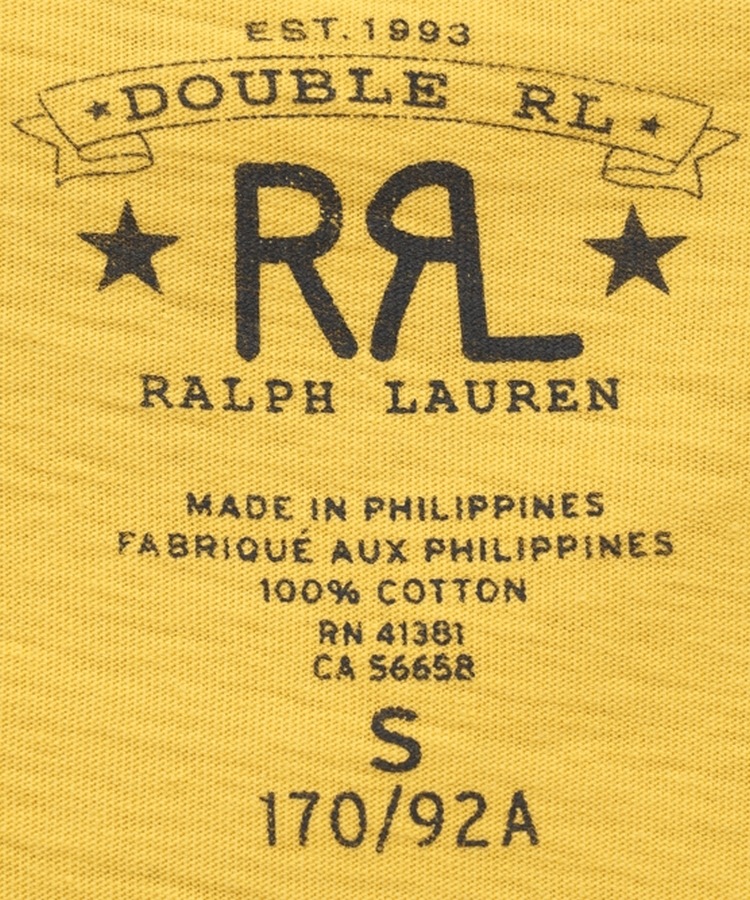 EST. 1993
DOUBLE RL
RRL
RALPH LAUREN
MADE IN PHILIPPINES
FABRIQUÉ AUX PHILIPPINES
100% COTTON
RN 41381
CA 56658
S
170/92A